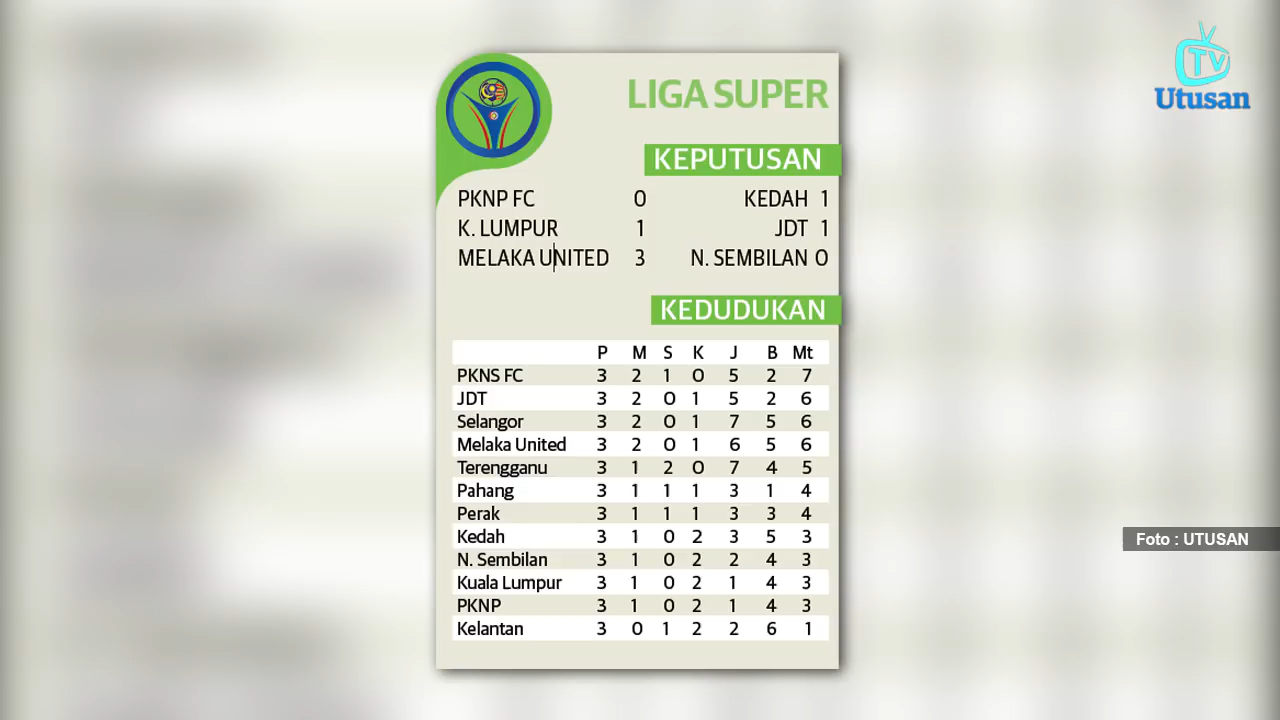 TV
Utusan
LIGA SUPER
KEPUTUSAN
PKNP FC 0 KEDAH 1
K. LUMPUR 1 JDT 1
MELAKA UNITED 3 N. SEMBILAN 0
KEDUDUKAN
P M S K J B Mt
PKNS FC 3 2 1 0 5 2 7
JDT 3 2 0 1 5 2 6
Selangor 3 2 0 1 7 5 6
Melaka United 3 2 0 1 6 5 6
Terengganu 3 1 2 0 7 4 5
Pahang 3 1 1 1 3 1 4
Perak 3 1 1 1 3 3 4
Kedah 3 1 0 2 3 5 3
N. Sembilan 3 1 0 2 2 4 3
Kuala Lumpur 3 1 0 2 1 4 3
PKNP 3 1 0 2 1 4 3
Kelantan 3 0 1 2 2 6 1
Foto : UTUSAN